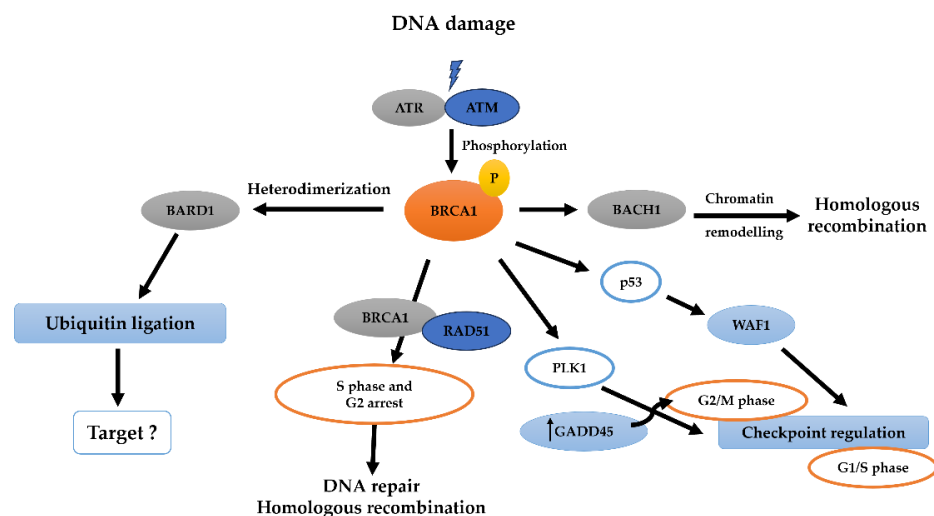 DNA damage
ATR
ATM
Phosphorylation
P
Heterodimerization
BARD1
BRCA1
BACH1
Chromatin
remodelling
Homologous
recombination
p53
Ubiquitin ligation
BRCA1
RAD51
WAF1
PLK1
S phase and
G2 arrest
G2/M phase
Target ?
↑GADD45
Checkpoint regulation
G1/S phase
DNA repair
Homologous recombination